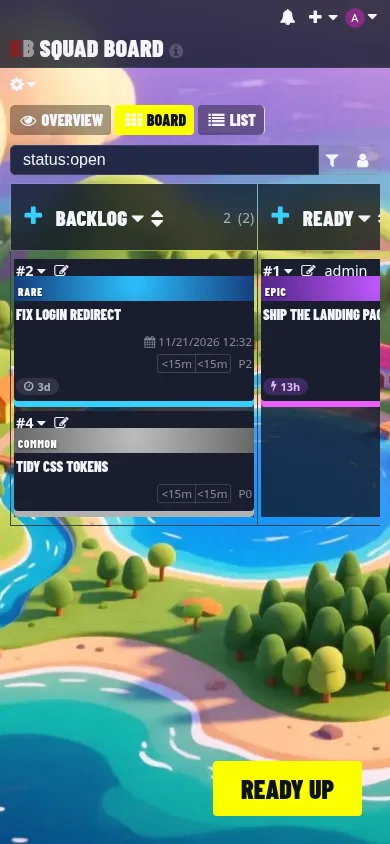 A
B SQUAD BOARD
OVERVIEW
BOARD
LIST
status:open
BACKLOG
2 (2)
READY
#2
RARE
FIX LOGIN REDIRECT
11/21/2026 12:32
<15m <15m P2
3d
#4
COMMON
TIDY CSS TOKENS
<15m <15m P0
#1 admin
EPIC
SHIP THE LANDING
13h
READY UP